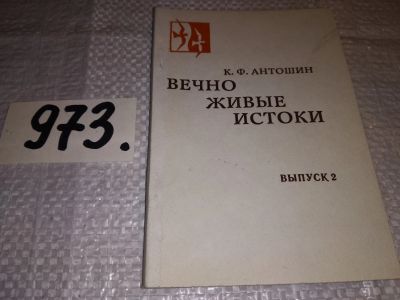 973.
К. Ф. АНТОШИН
ВЕЧНО
ЖИВЫЕ
ИСТОКИ
ВЫПУСК 2